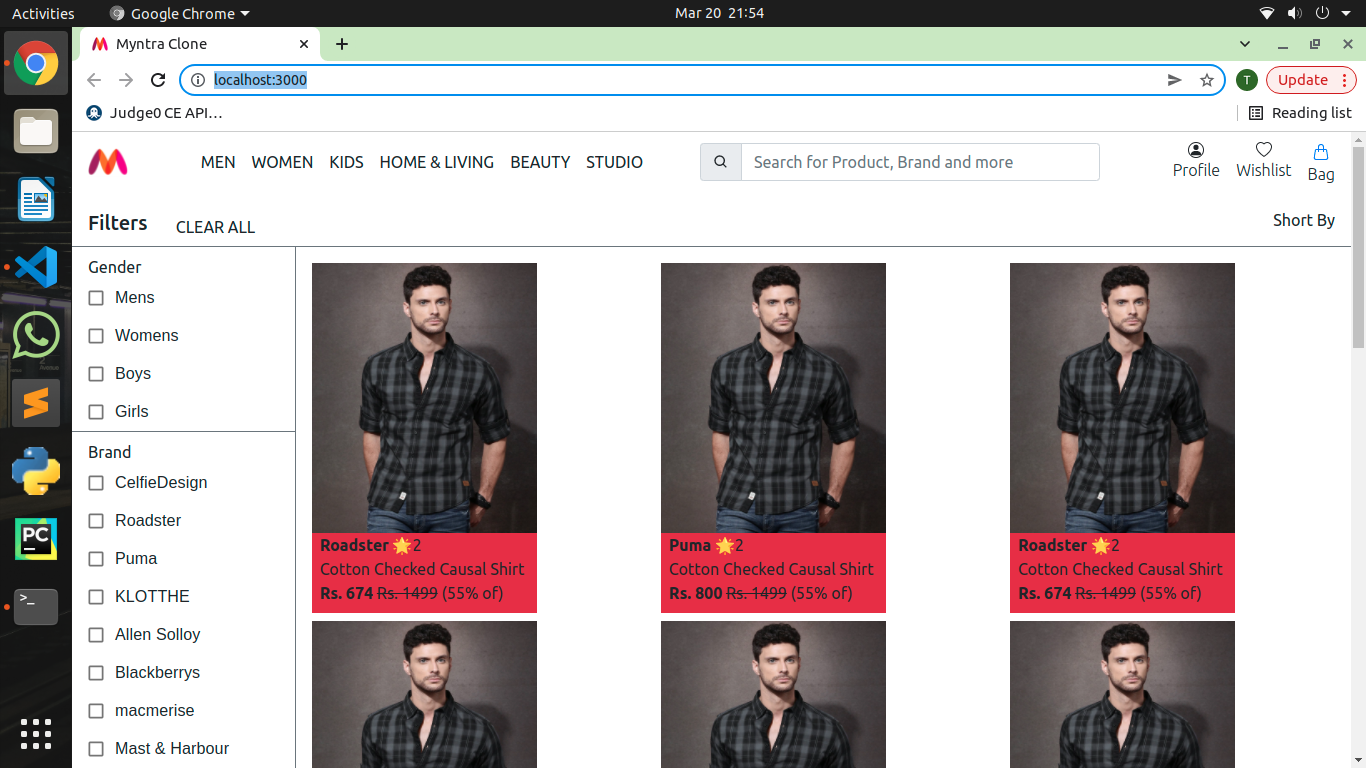 Activities Google Chrome Mar 20 21:54
Myntra Clone
localhost:3000 T Update
Judge0 CE API… Reading list
MEN WOMEN KIDS HOME & LIVING BEAUTY STUDIO Search for Product, Brand and more Profile Wishlist Bag
Filters CLEAR ALL Short By
Gender
Mens
Womens
Boys
Girls
Brand
CelfieDesign
Roadster
Puma
KLOTTHE
Allen Solloy
Blackberrys
macmerise
Mast & Harbour
Roadster 🌟2
Cotton Checked Causal Shirt
Rs. 674 Rs. 1499 (55% of)
Puma 🌟2
Cotton Checked Causal Shirt
Rs. 800 Rs. 1499 (55% of)
Roadster 🌟2
Cotton Checked Causal Shirt
Rs. 674 Rs. 1499 (55% of)
PC
>_